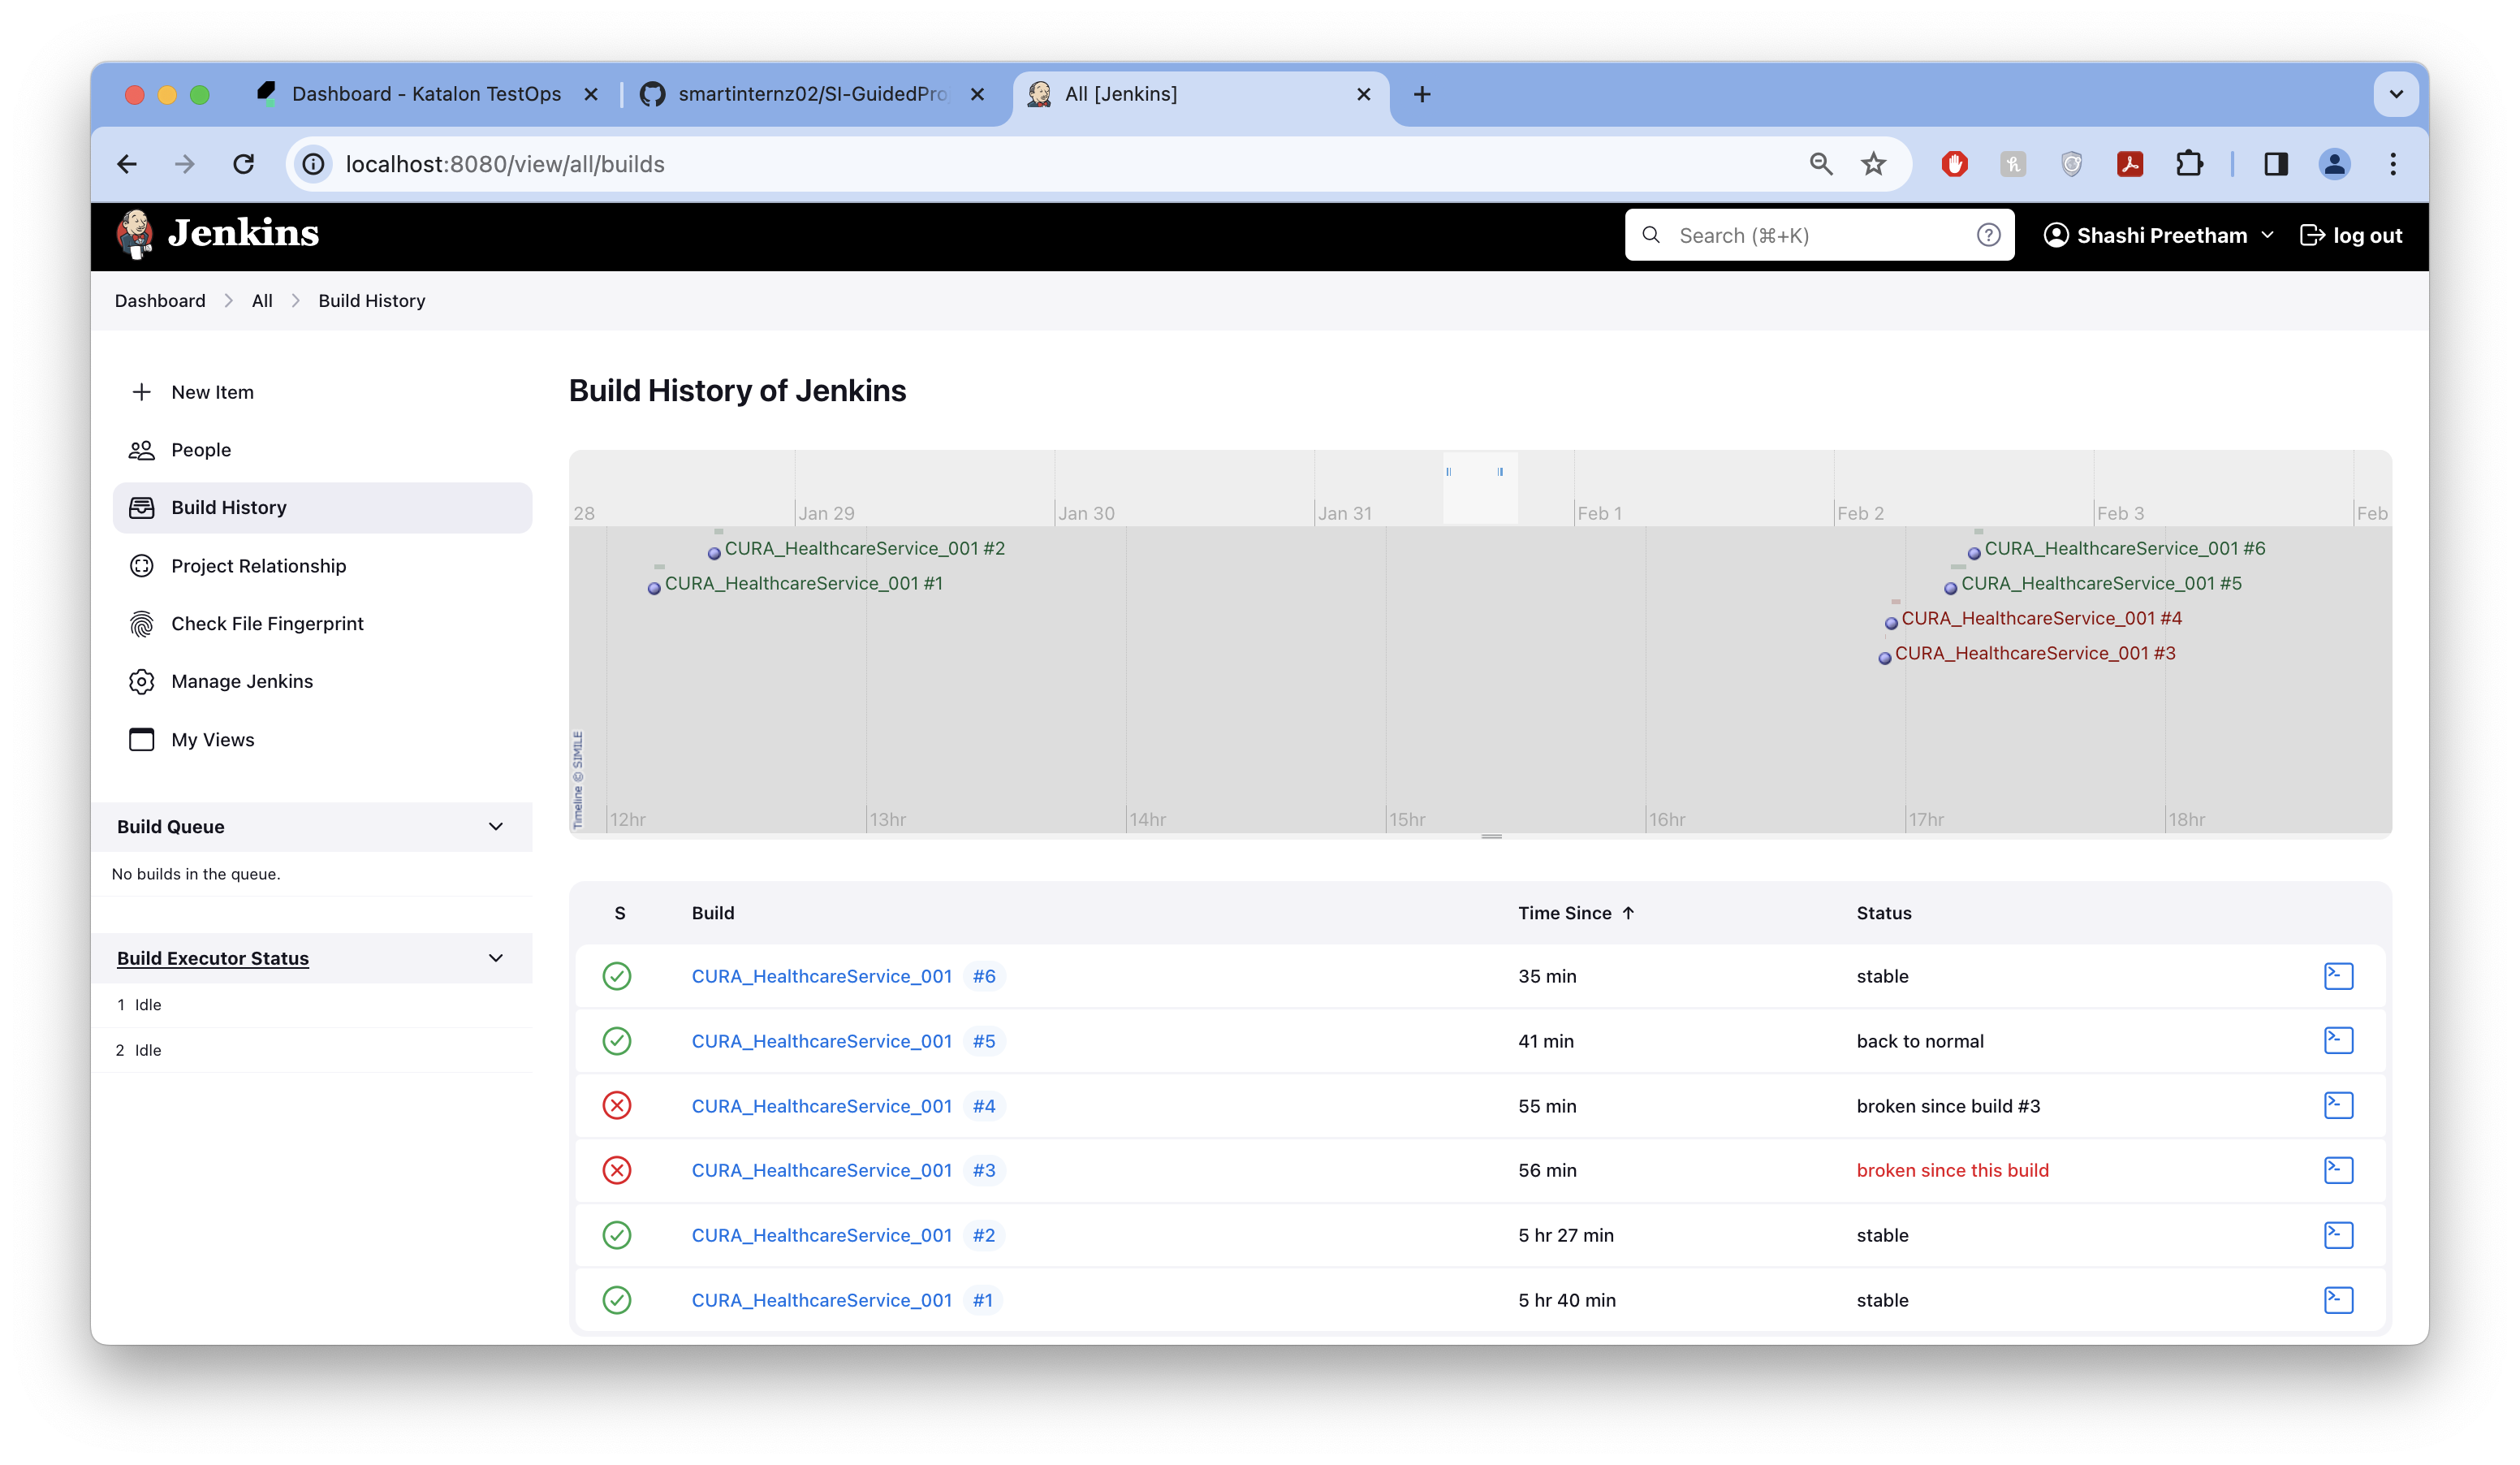 Dashboard - Katalon TestOps
smartinternz02/SI-GuidedPro
All [Jenkins]
localhost:8080/view/all/builds
Jenkins
Search (⌘+K)
Shashi Preetham
log out
Dashboard > All > Build History
New Item
People
Build History
Project Relationship
Check File Fingerprint
Manage Jenkins
My Views
Build Queue
No builds in the queue.
Build Executor Status
1 Idle
2 Idle
Build History of Jenkins
28 Jan 29 Jan 30 Jan 31 Feb 1 Feb 2 Feb 3 Feb
CURA_HealthcareService_001 #2
CURA_HealthcareService_001 #1
CURA_HealthcareService_001 #6
CURA_HealthcareService_001 #5
CURA_HealthcareService_001 #4
CURA_HealthcareService_001 #3
Timeline © SIMILE
12hr 13hr 14hr 15hr 16hr 17hr 18hr
S Build Time Since ↑ Status
CURA_HealthcareService_001 #6 35 min stable
CURA_HealthcareService_001 #5 41 min back to normal
CURA_HealthcareService_001 #4 55 min broken since build #3
CURA_HealthcareService_001 #3 56 min broken since this build
CURA_HealthcareService_001 #2 5 hr 27 min stable
CURA_HealthcareService_001 #1 5 hr 40 min stable